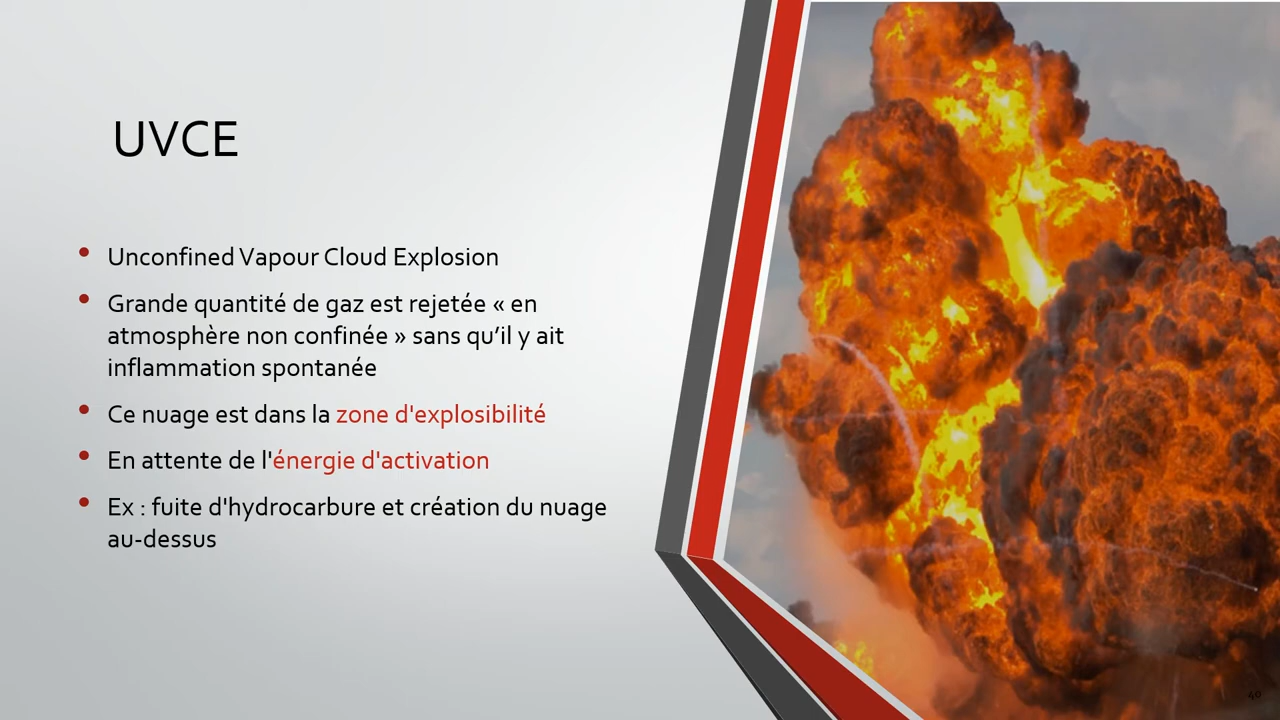 UVCE
• Unconfined Vapour Cloud Explosion
• Grande quantité de gaz est rejetée « en
atmosphère non confinée » sans qu’il y ait
inflammation spontanée
• Ce nuage est dans la zone d'explosibilité
• En attente de l'énergie d'activation
• Ex : fuite d'hydrocarbure et création du nuage
au-dessus
40